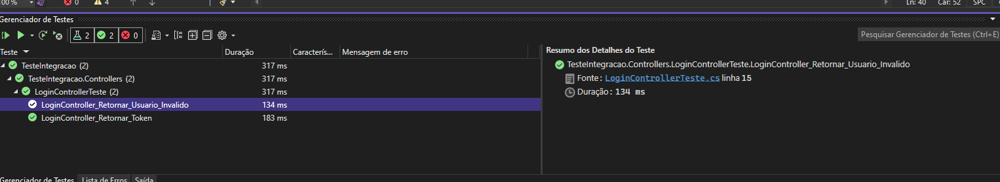 00 % 0 4 Ln: 40 Car: 52 SPC
Gerenciador de Testes
2 2 0 Pesquisar Gerenciador de Testes (Ctrl+E)
Teste Duração Caracterís... Mensagem de erro
TesteIntegracao (2) 317 ms
TesteIntegracao.Controllers (2) 317 ms
LoginControllerTeste (2) 317 ms
LoginController_Retornar_Usuario_Invalido 134 ms
LoginController_Retornar_Token 183 ms
Resumo dos Detalhes do Teste
TesteIntegracao.Controllers.LoginControllerTeste.LoginController_Retornar_Usuario_Invalido
Fonte: LoginControllerTeste.cs linha 15
Duração: 134 ms
Gerenciador de Testes Lista de Erros Saída